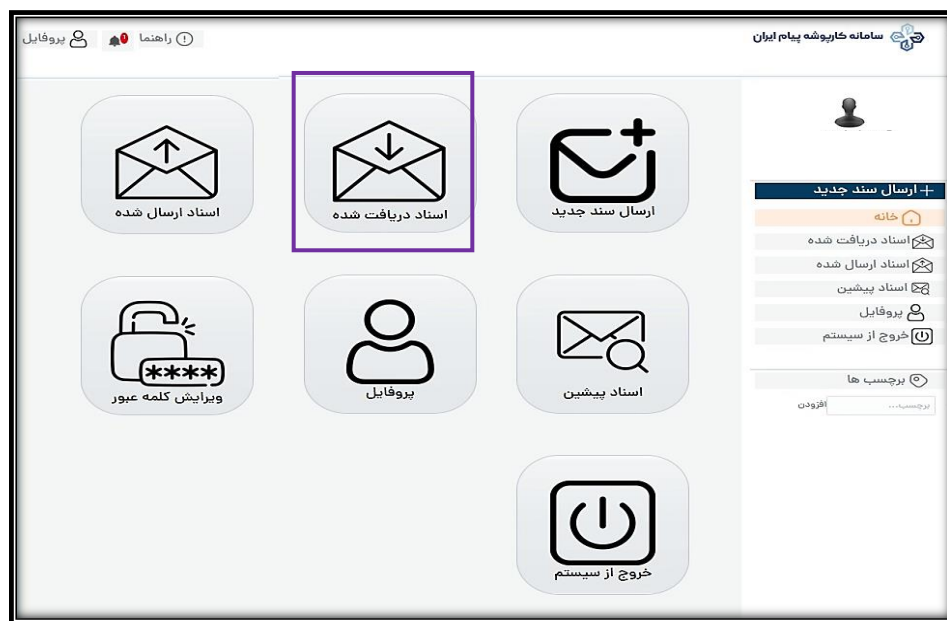 سامانه کارپوشه پیام ایران
راهنما
پروفایل
+ ارسال سند جدید
خانه
اسناد دریافت شده
اسناد ارسال شده
اسناد پیشین
پروفایل
خروج از سیستم
برچسب ها
برچسب...
افزودن
ارسال سند جدید
اسناد دریافت شده
اسناد ارسال شده
اسناد پیشین
پروفایل
****
ویرایش کلمه عبور
خروج از سیستم